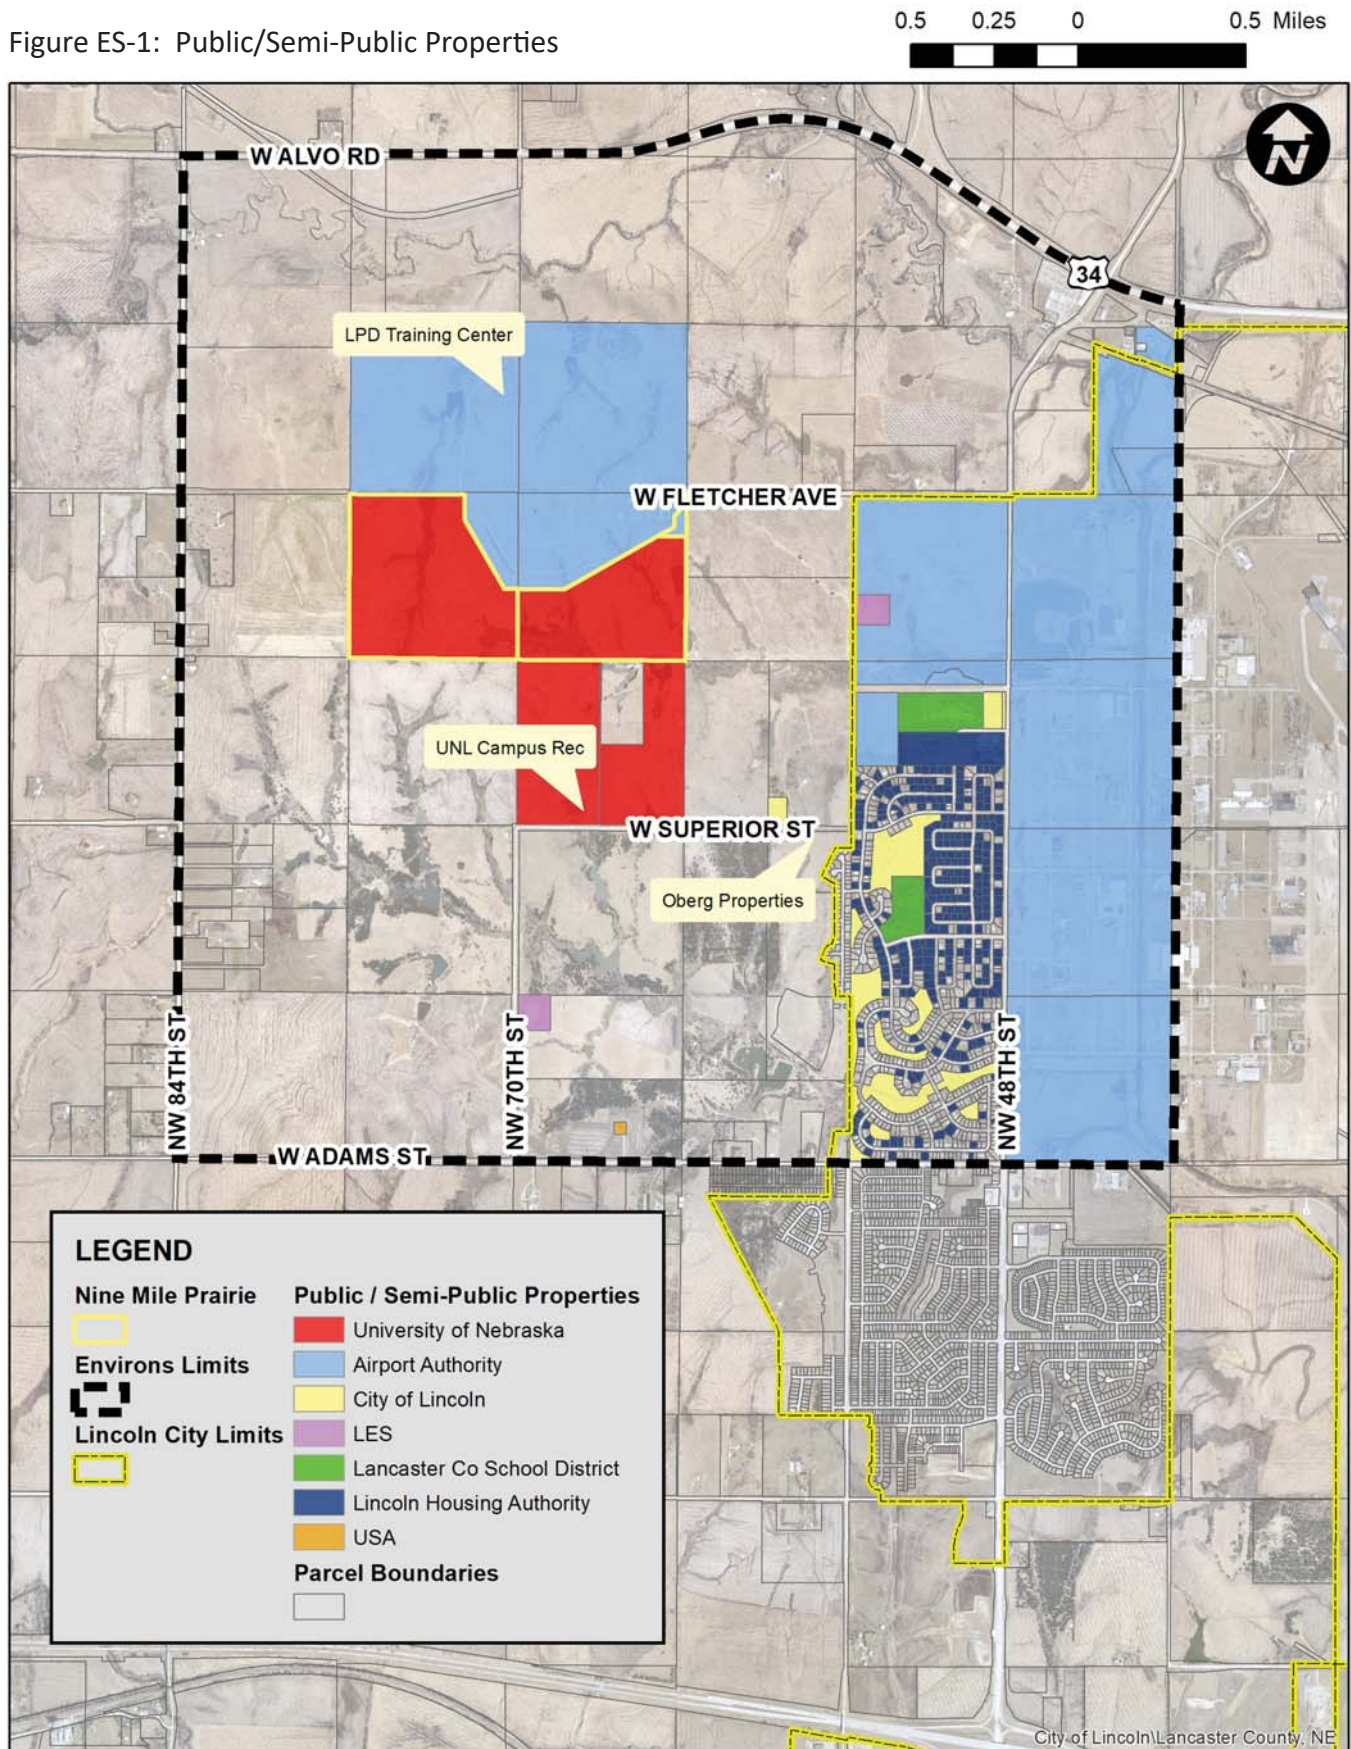 Figure ES-1: Public/Semi-Public Properties
0.5 0.25 0 0.5 Miles
N
W ALVO RD
34
LPD Training Center
W FLETCHER AVE
UNL Campus Rec
W SUPERIOR ST
Oberg Properties
NW 84TH ST
NW 70TH ST
NW 48TH ST
W ADAMS ST
LEGEND
Nine Mile Prairie
Environs Limits
Lincoln City Limits
Public / Semi-Public Properties
University of Nebraska
Airport Authority
City of Lincoln
LES
Lancaster Co School District
Lincoln Housing Authority
USA
Parcel Boundaries
City of Lincoln\Lancaster County, NE